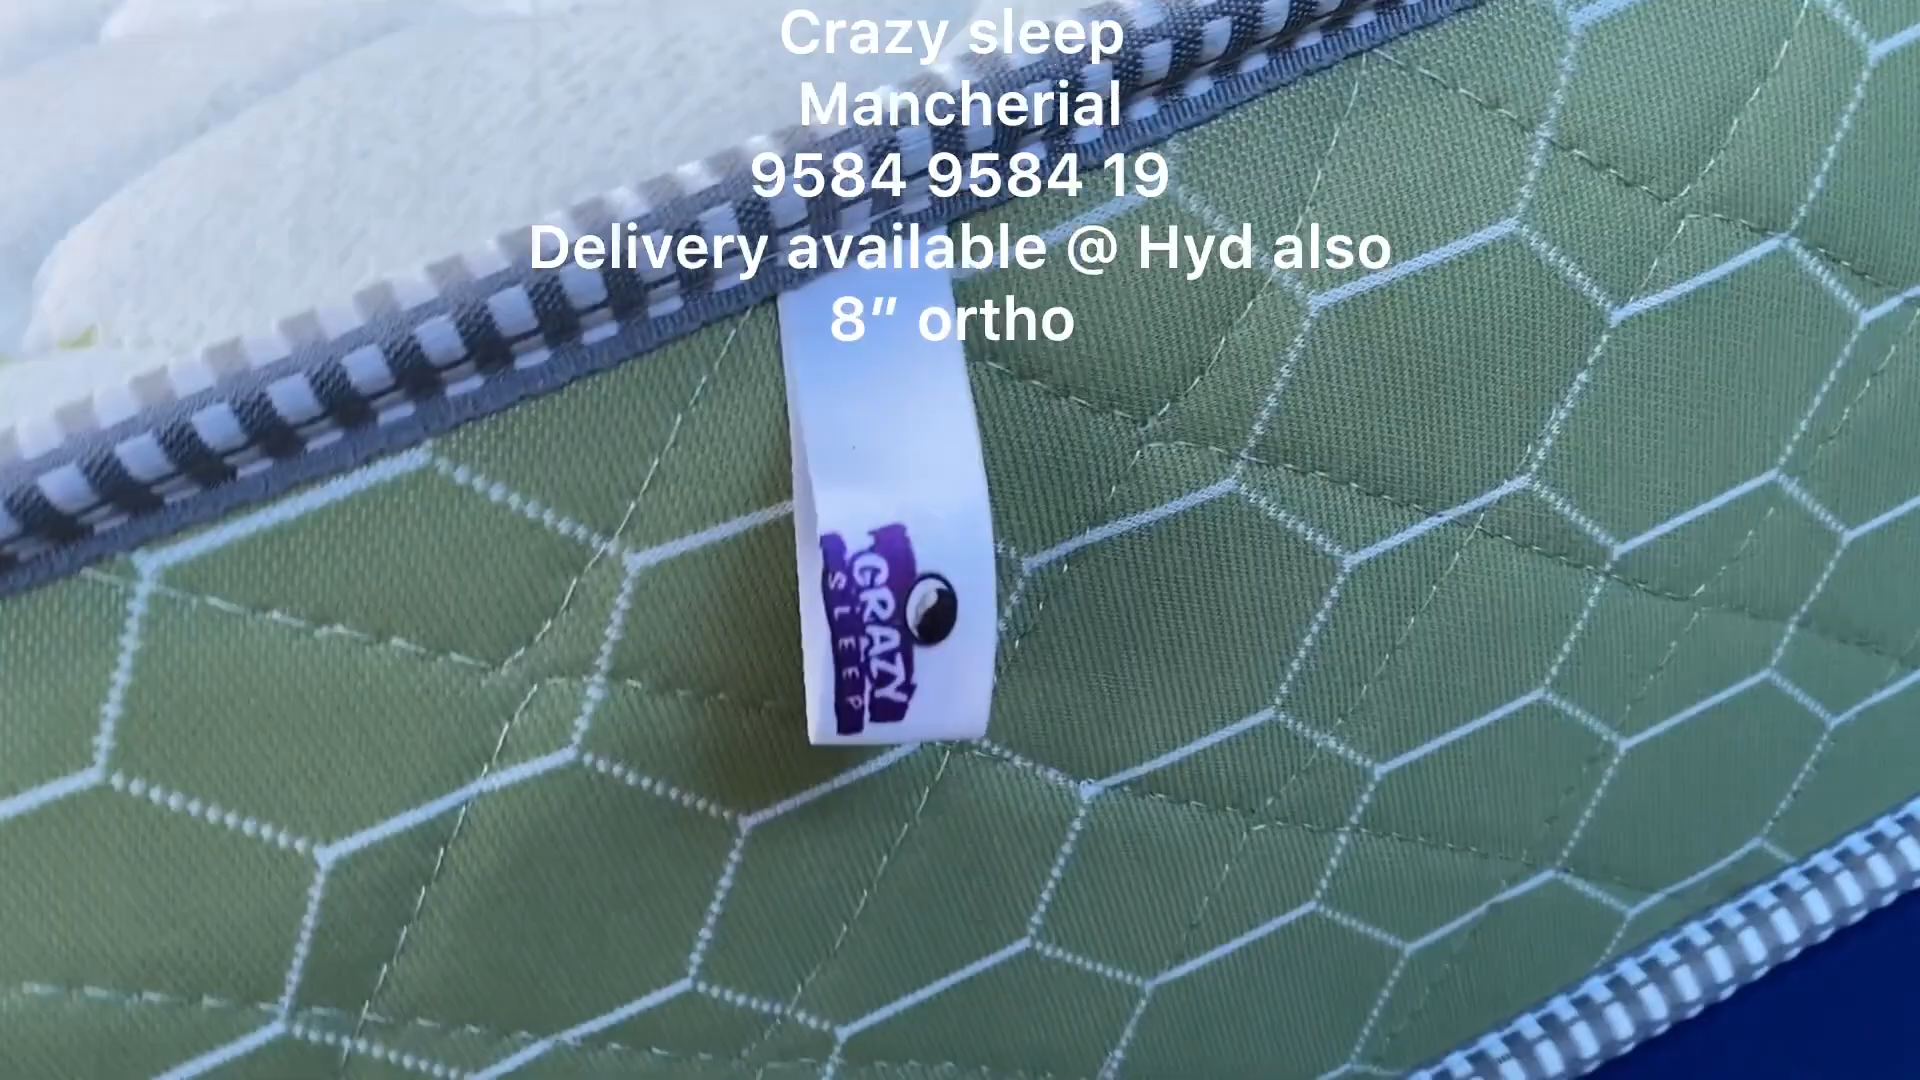 Crazy sleep
Mancherial
9584 9584 19
Delivery available @ Hyd also
8” ortho
CRAZY
SLEEP